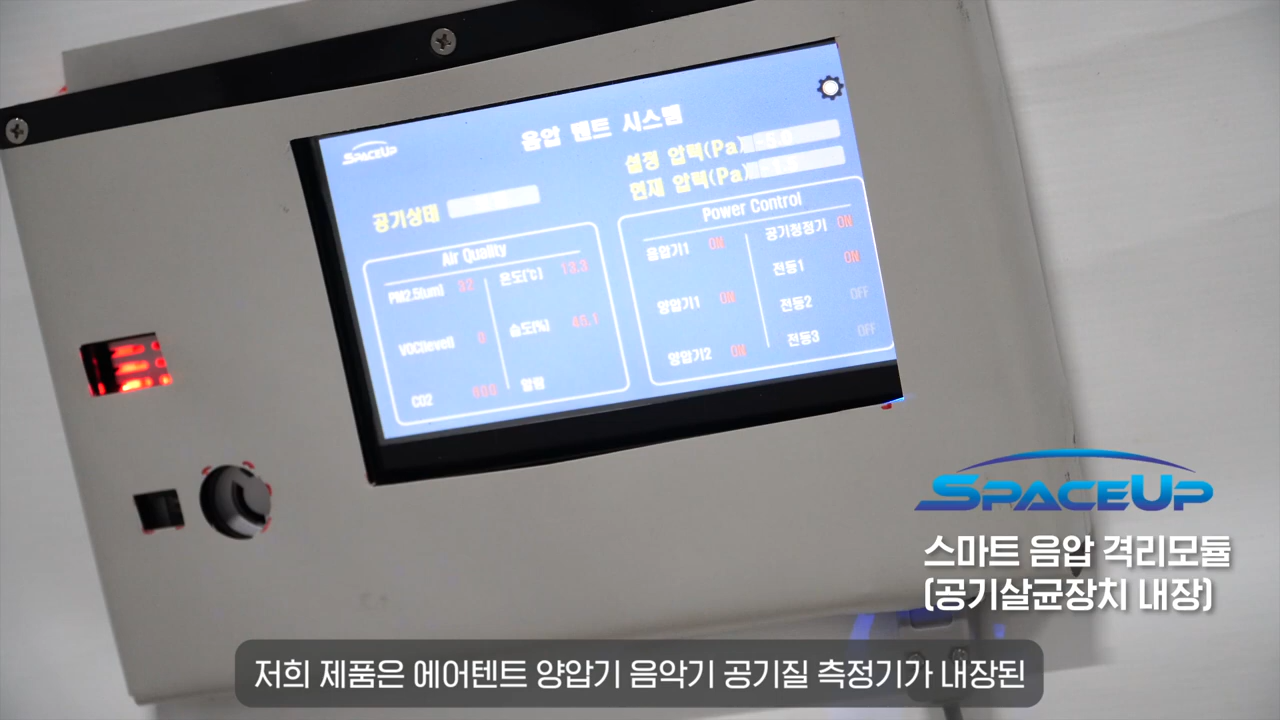 SPACEUP
음압 텐트 시스템
설정 압력(Pa)
현재 압력(Pa)
공기상태
Air Quality
PM2.5(um) 32
온도(℃) 13.3
VOC(level) 0
습도(%) 45.1
CO2 400
알람
Power Control
음압기1 ON
공기청정기 ON
전등1 ON
양압기1 ON
전등2 OFF
양압기2 ON
전등3 OFF
SPACEUP
스마트 음압 격리모듈
(공기살균장치 내장)
저희 제품은 에어텐트 양압기 음악기 공기질 측정기가 내장된